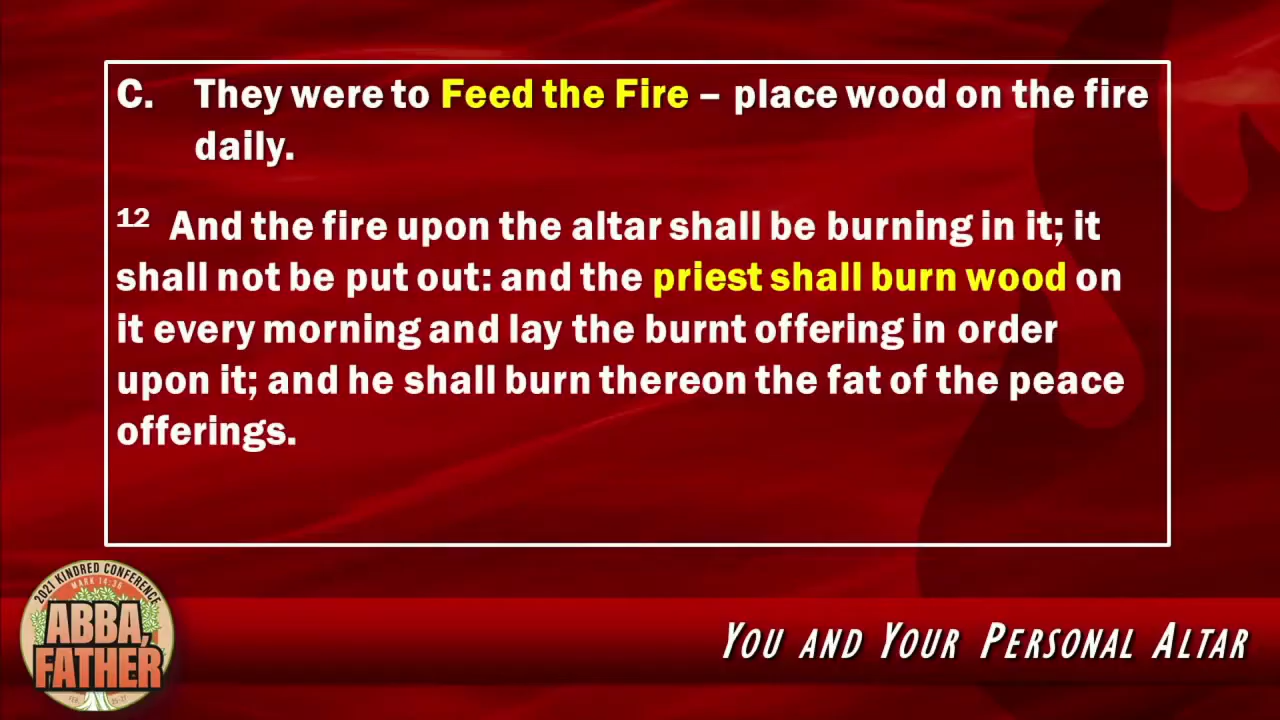 C. They were to Feed the Fire – place wood on the fire
daily.
12 And the fire upon the altar shall be burning in it; it
shall not be put out: and the priest shall burn wood on
it every morning and lay the burnt offering in order
upon it; and he shall burn thereon the fat of the peace
offerings.
2021 KINDRED CONFERENCE
MARK 14:36
ABBA,
FATHER
YOU AND YOUR PERSONAL ALTAR